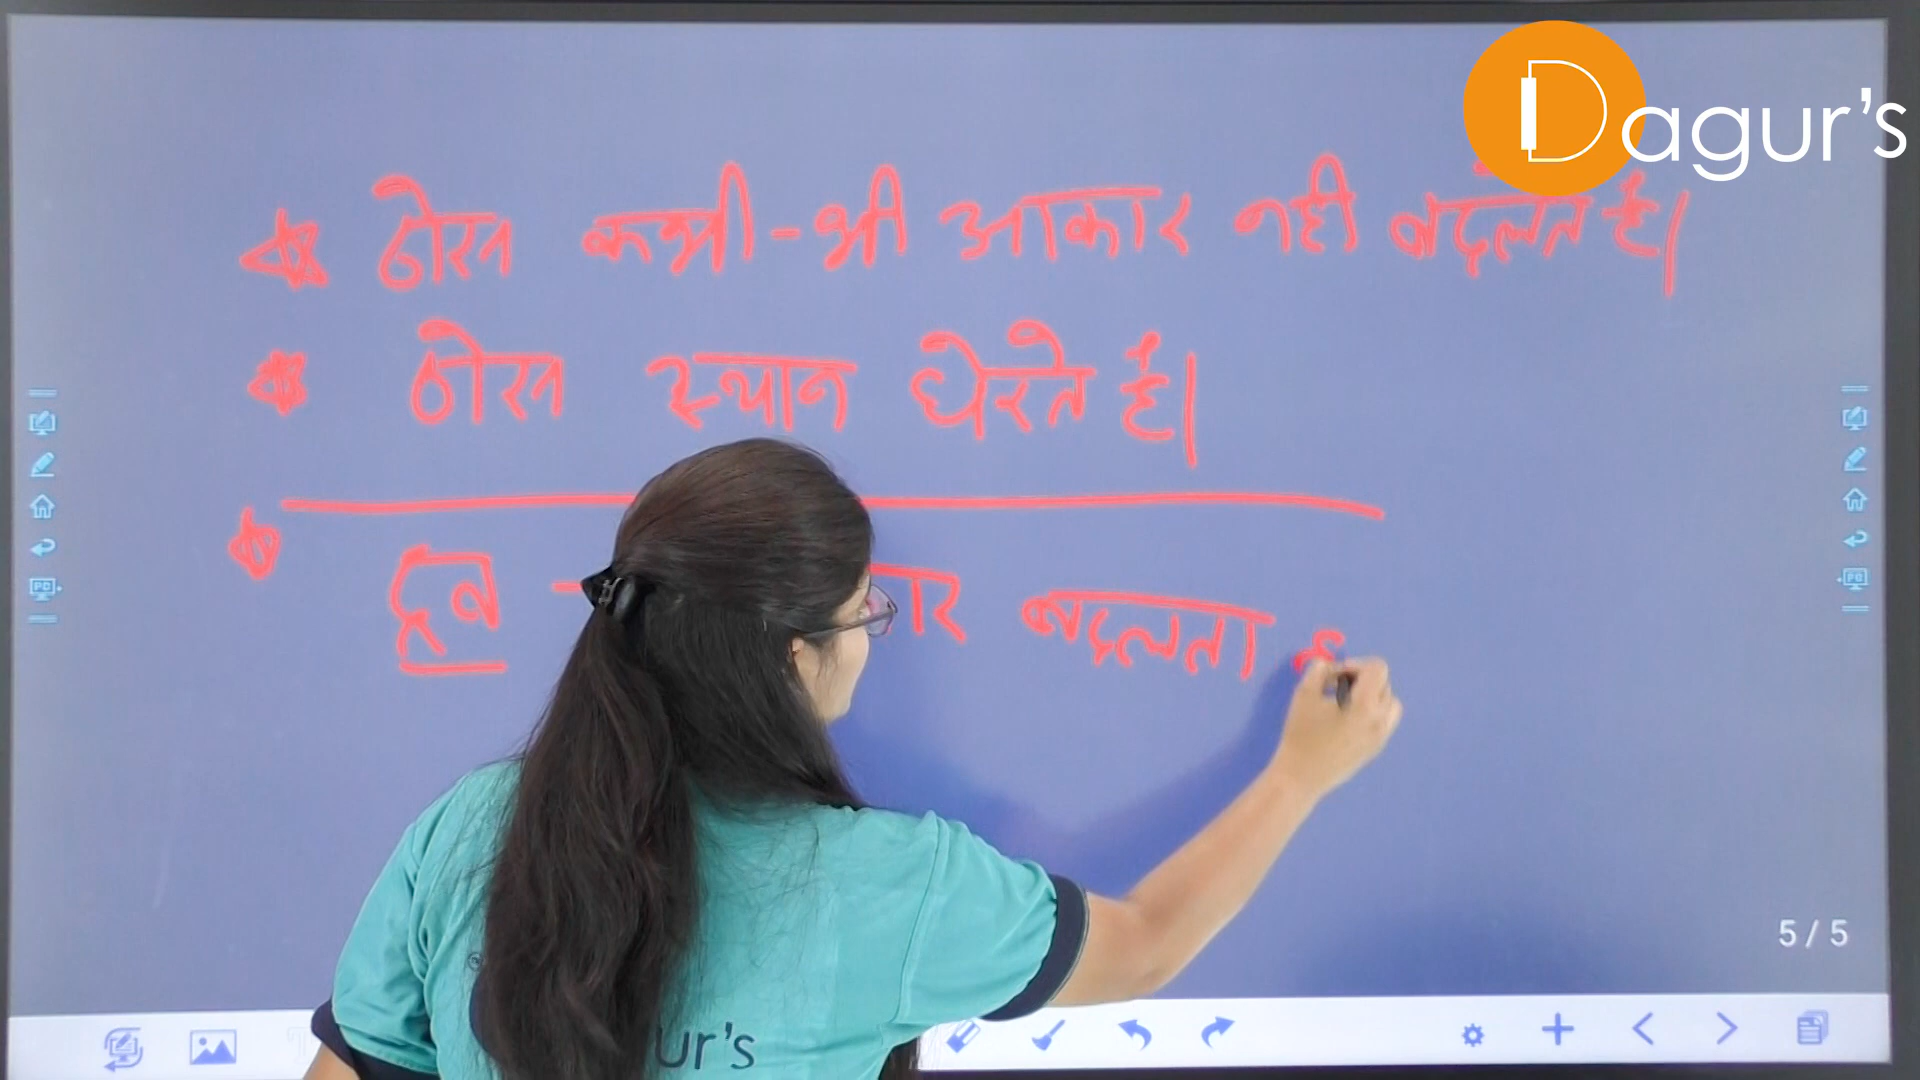 Dagur's
ठोस कभी-भी आकार नही बदलते है।
ठोस स्थान घेरते है।
द्रव - बदलता
5 / 5
ur's